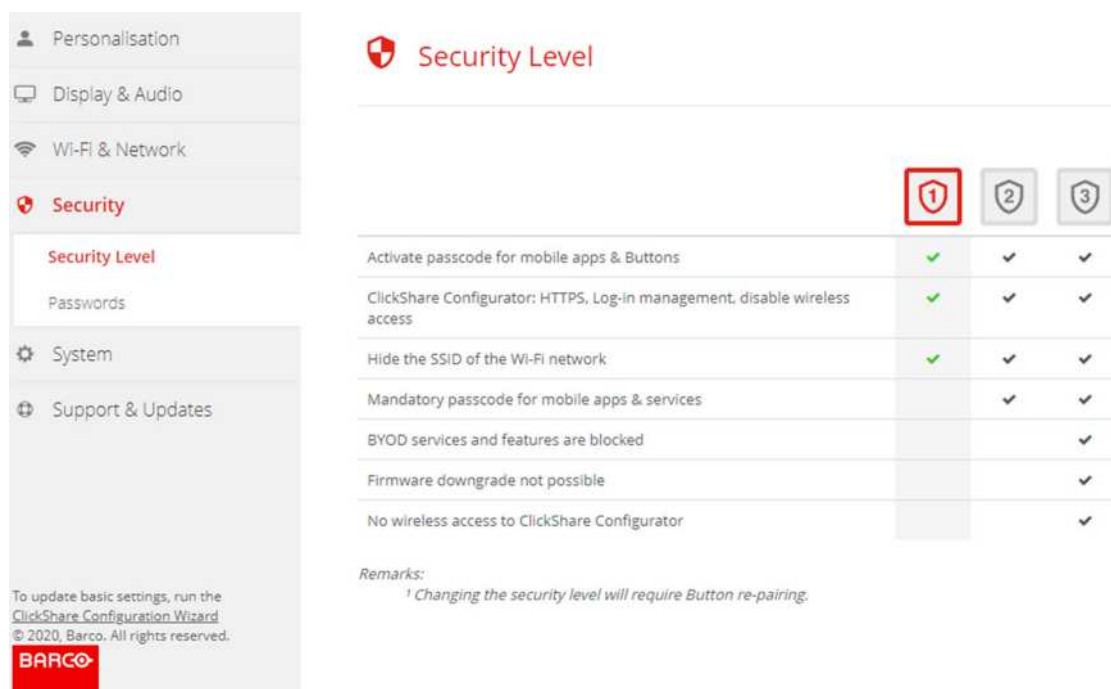 Personalisation
Display & Audio
Wi-Fi & Network
Security
Security Level
Passwords
System
Support & Updates
To update basic settings, run the
ClickShare Configuration Wizard
© 2020, Barco. All rights reserved.
BARCO
Security Level
1 2 3
Activate passcode for mobile apps & Buttons
ClickShare Configurator: HTTPS, Log-in management, disable wireless
access
Hide the SSID of the Wi-Fi network
Mandatory passcode for mobile apps & services
BYOD services and features are blocked
Firmware downgrade not possible
No wireless access to ClickShare Configurator
Remarks:
¹ Changing the security level will require Button re-pairing.